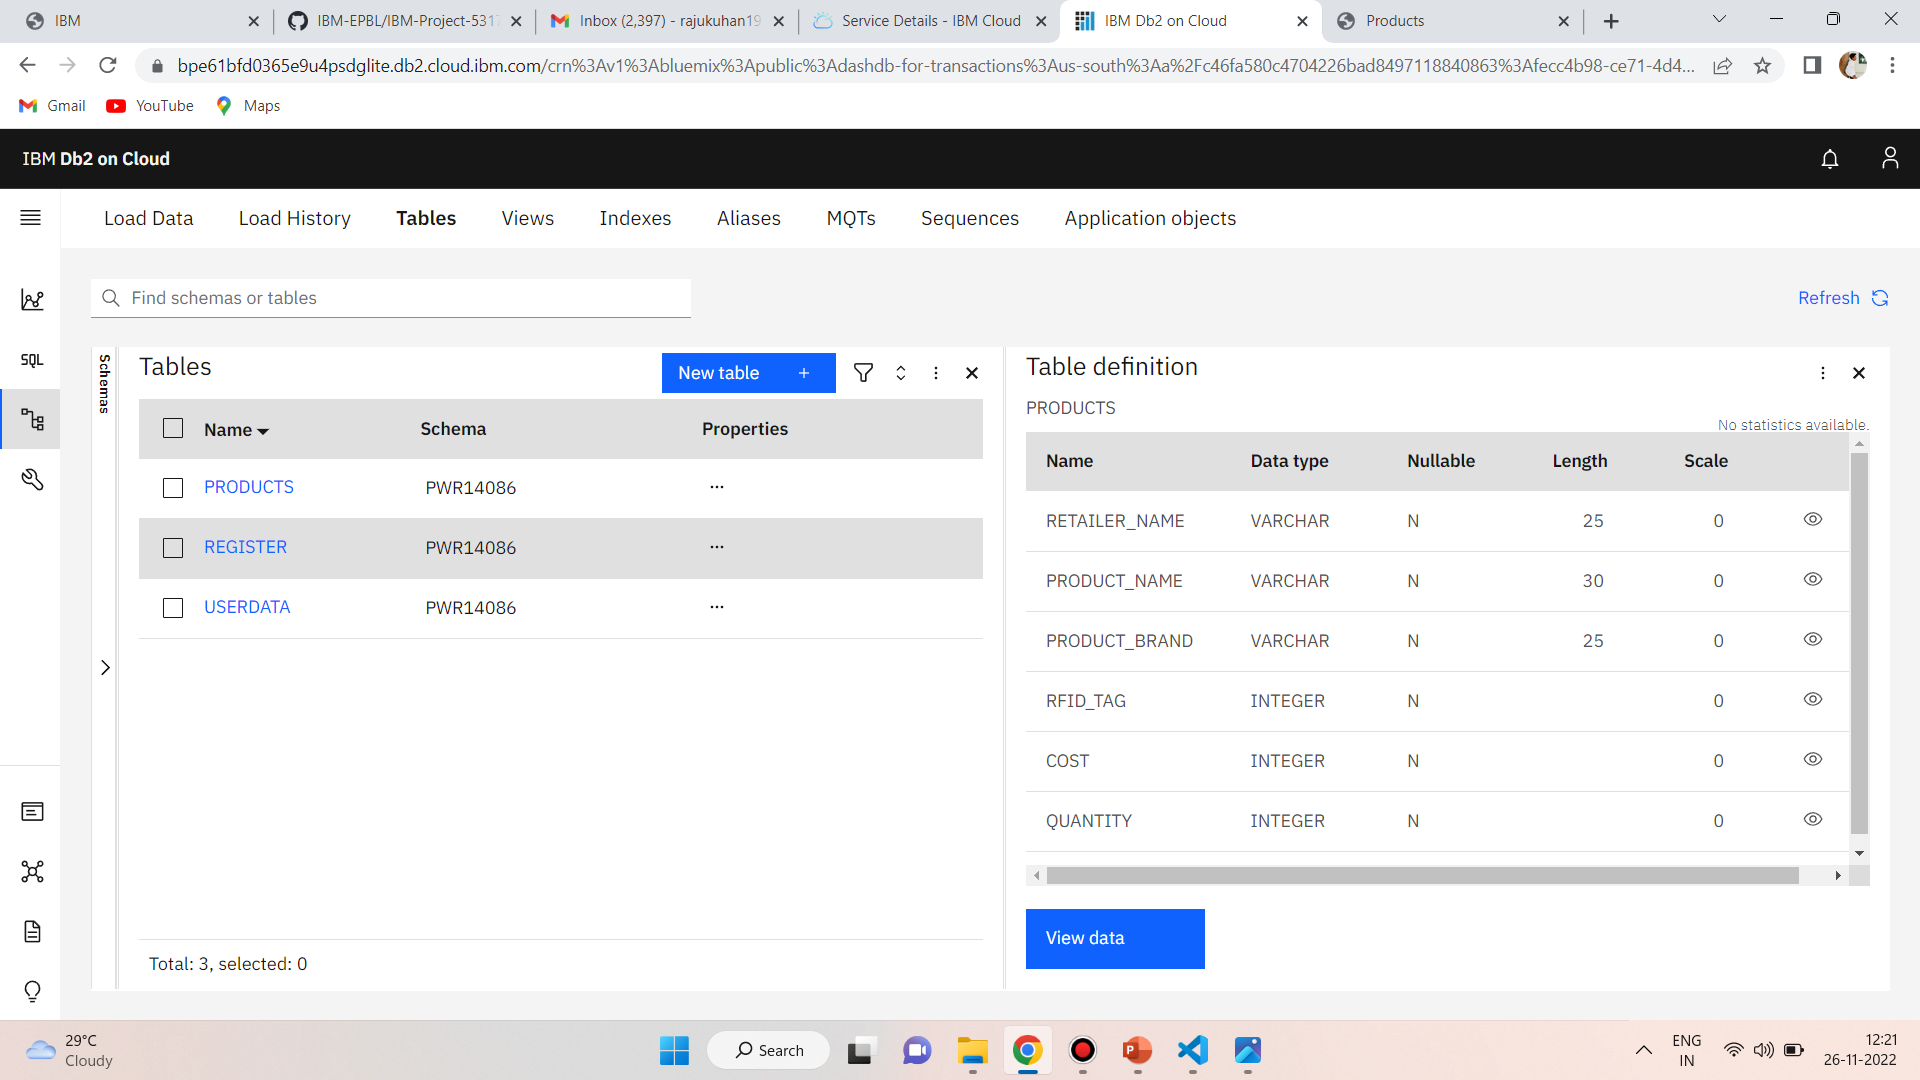 IBM
IBM-EPBL/IBM-Project-5317
Inbox (2,397) - rajukuhan19
Service Details - IBM Cloud
IBM Db2 on Cloud
Products
bpe61bfd0365e9u4psdglite.db2.cloud.ibm.com/crn%3Av1%3Abluemix%3Apublic%3Adashdb-for-transactions%3Aus-south%3Aa%2Fc46fa580c4704226bad8497118840863%3Afecc4b98-ce71-4d4...
Gmail
YouTube
Maps
IBM Db2 on Cloud
Load Data
Load History
Tables
Views
Indexes
Aliases
MQTs
Sequences
Application objects
SQL
Find schemas or tables
Refresh
Schemas
Tables
New table +
Name Schema Properties
PRODUCTS PWR14086 ...
REGISTER PWR14086 ...
USERDATA PWR14086 ...
Total: 3, selected: 0
Table definition
PRODUCTS
No statistics available.
Name Data type Nullable Length Scale
RETAILER_NAME VARCHAR N 25 0
PRODUCT_NAME VARCHAR N 30 0
PRODUCT_BRAND VARCHAR N 25 0
RFID_TAG INTEGER N 0
COST INTEGER N 0
QUANTITY INTEGER N 0
View data
29°C
Cloudy
Search
ENG
IN
12:21
26-11-2022